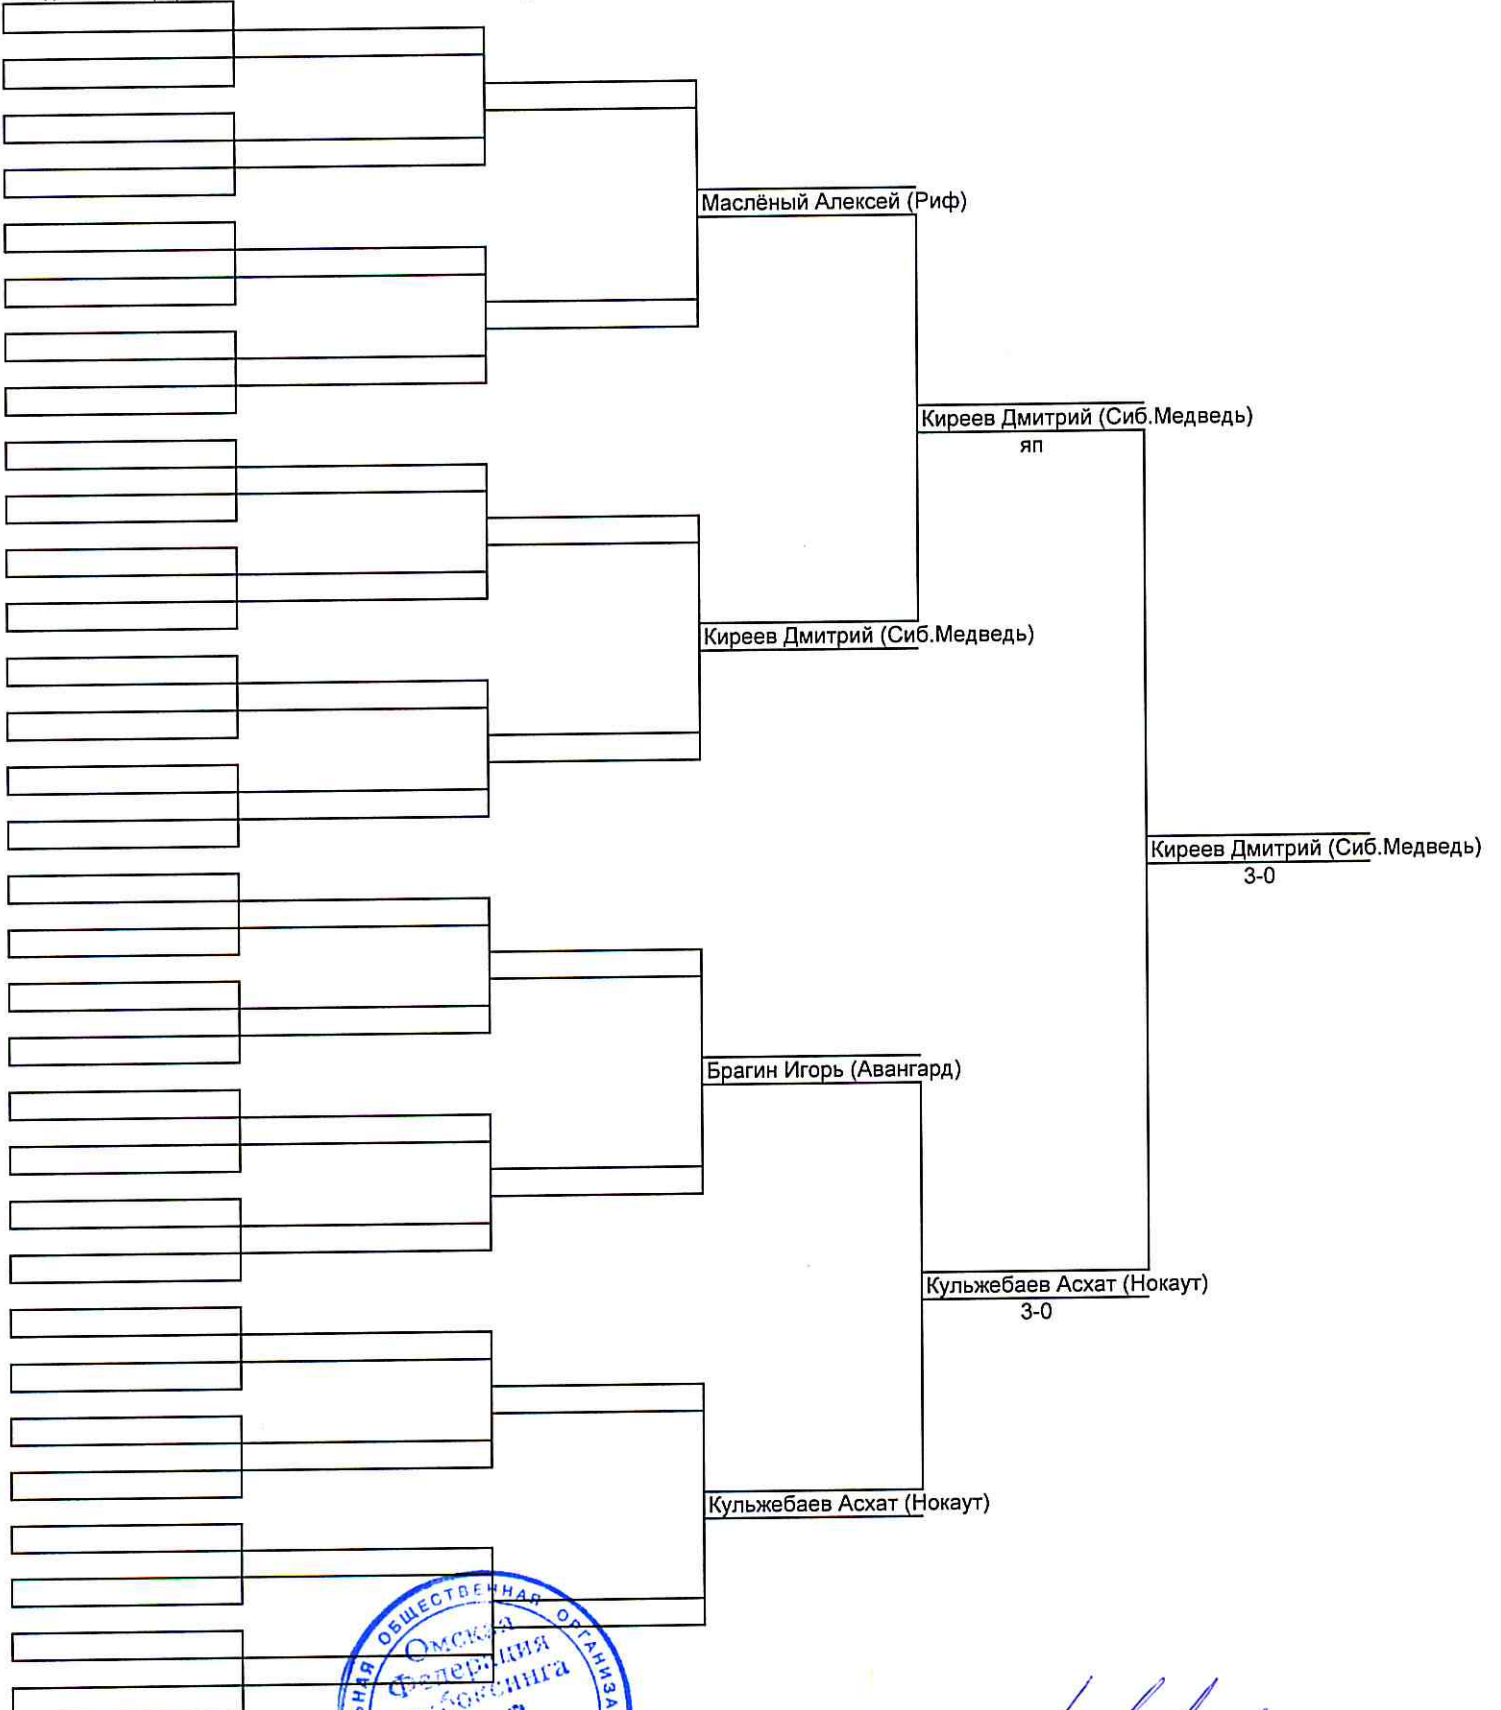 Маслёный Алексей (Риф)
Киреев Дмитрий (Сиб.Медведь)
яп
Киреев Дмитрий (Сиб.Медведь)
Киреев Дмитрий (Сиб.Медведь)
3-0
Брагин Игорь (Авангард)
Кульжебаев Асхат (Нокаут)
3-0
Кульжебаев Асхат (Нокаут)
ОБЩЕСТВЕННАЯ
Омская
Федерация